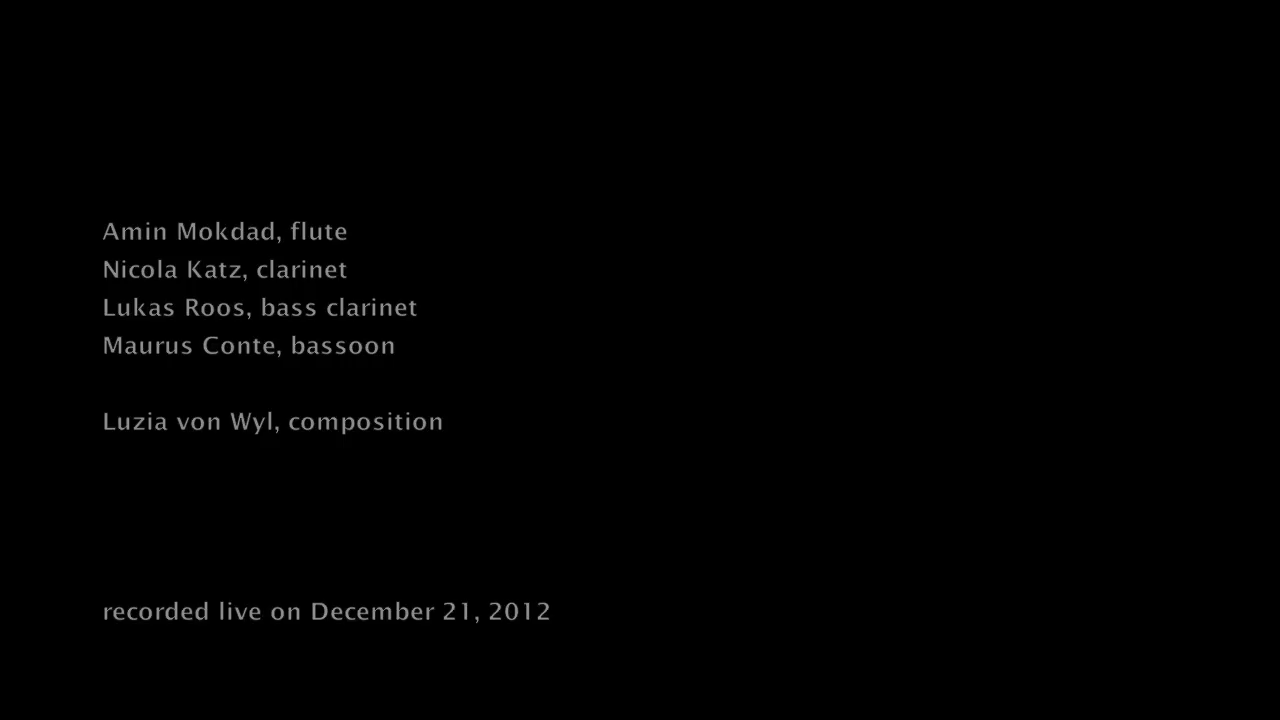 Amin Mokdad, flute
Nicola Katz, clarinet
Lukas Roos, bass clarinet
Maurus Conte, bassoon
Luzia von Wyl, composition
recorded live on December 21, 2012